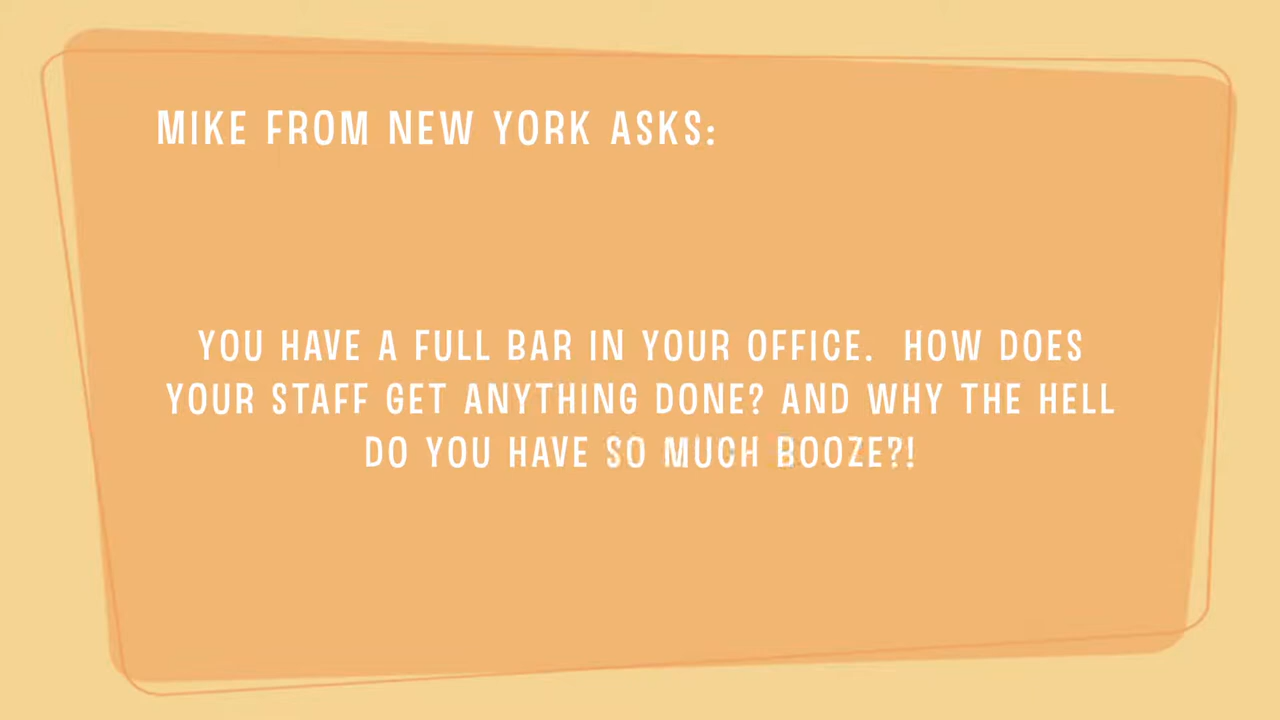 MIKE FROM NEW YORK ASKS:
YOU HAVE A FULL BAR IN YOUR OFFICE.  HOW DOES
YOUR STAFF GET ANYTHING DONE? AND WHY THE HELL
DO YOU HAVE SO MUCH BOOZE?!